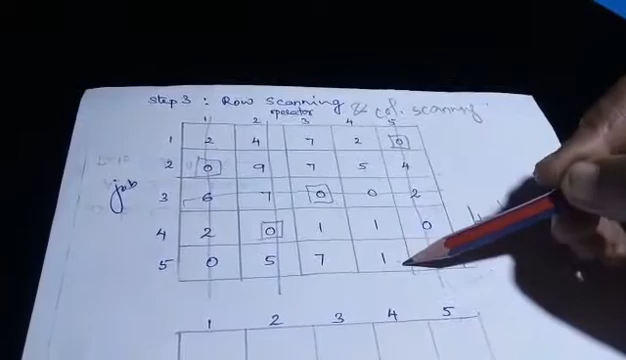 step 3 : Row scanning & col. scanning
operator
1 2 3 4 5
1 2 4 7 2 0
2 0 9 7 5 4
job
3 6 7 0 0 2
4 2 0 1 1 0
5 0 5 7 1
1 2 3 4 5